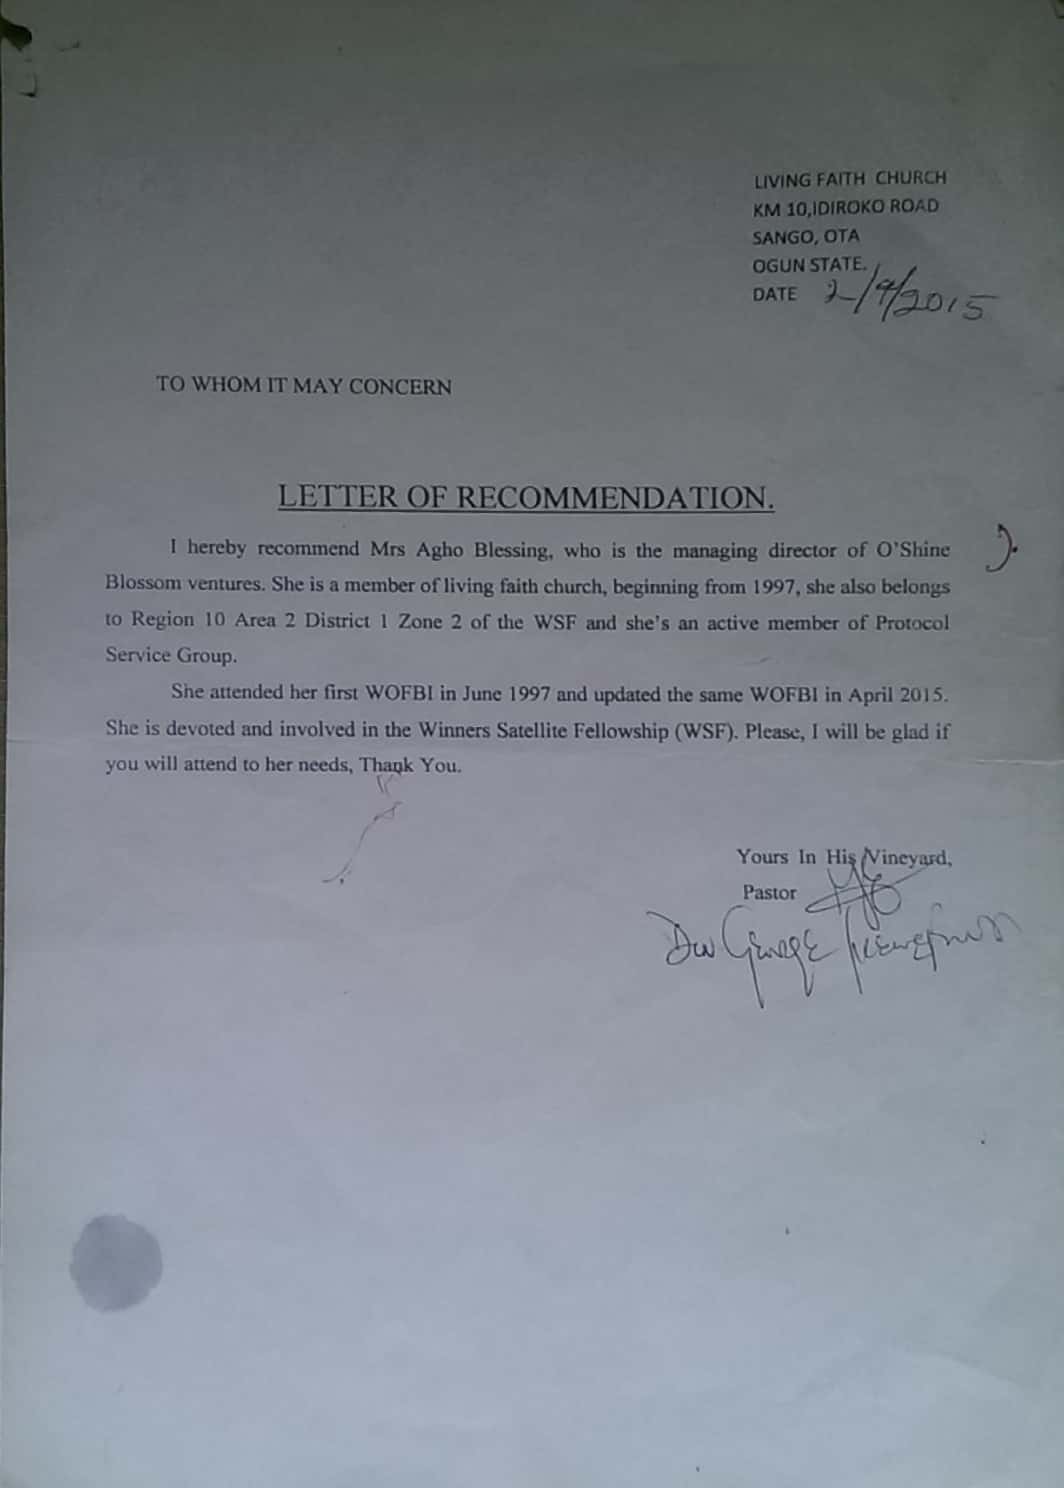 LIVING FAITH CHURCH
KM 10,IDIROKO ROAD
SANGO, OTA
OGUN STATE.
DATE 2/9/2015
TO WHOM IT MAY CONCERN
LETTER OF RECOMMENDATION.
I hereby recommend Mrs Agho Blessing, who is the managing director of O'Shine
Blossom ventures. She is a member of living faith church, beginning from 1997, she also belongs
to Region 10 Area 2 District 1 Zone 2 of the WSF and she's an active member of Protocol
Service Group.
She attended her first WOFBI in June 1997 and updated the same WOFBI in April 2015.
She is devoted and involved in the Winners Satellite Fellowship (WSF). Please, I will be glad if
you will attend to her needs, Thank You.
Yours In His Vineyard,
Pastor
George